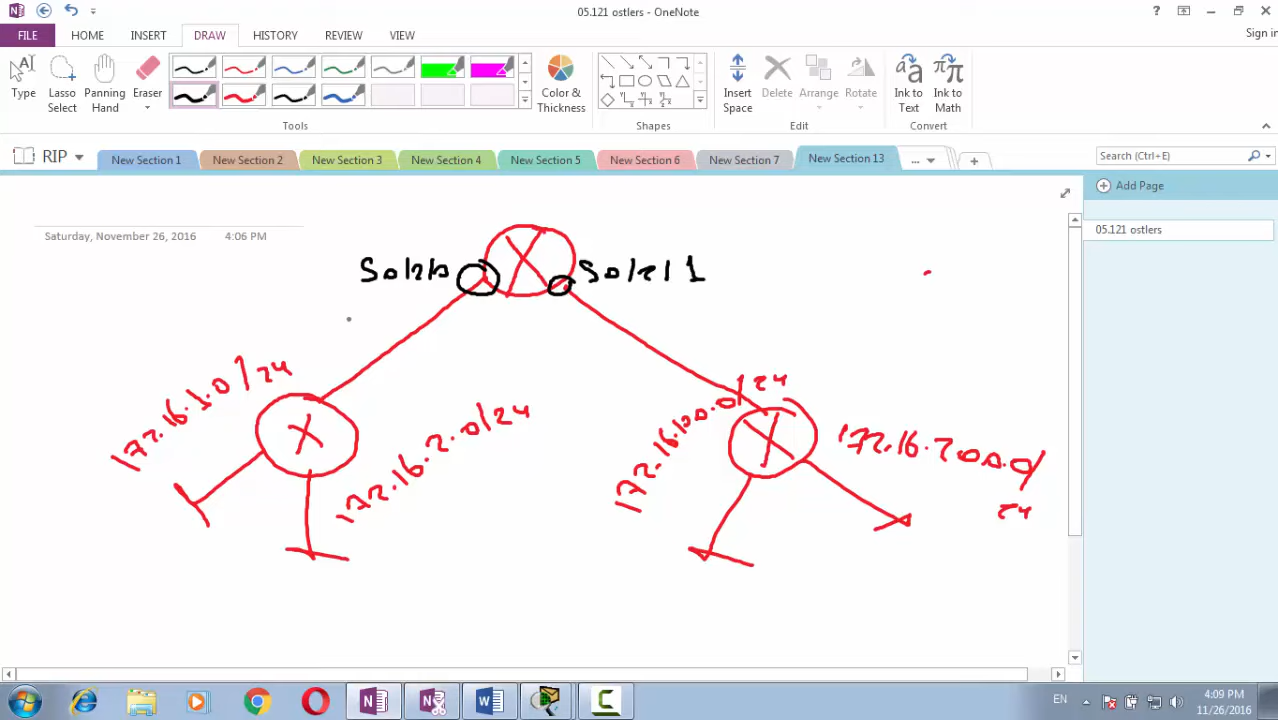 05.121 ostlers - OneNote
Sign in
FILE HOME INSERT DRAW HISTORY REVIEW VIEW
Type
Lasso Select
Panning Hand
Eraser
Color & Thickness
Insert Space
Delete
Arrange
Rotate
Ink to Text
Ink to Math
Tools
Shapes
Edit
Convert
RIP
New Section 1
New Section 2
New Section 3
New Section 4
New Section 5
New Section 6
New Section 7
New Section 13
...
Search (Ctrl+E)
Add Page
05.121 ostlers
Saturday, November 26, 2016 4:06 PM
172.16.1.0/24
172.16.2.0/24
172.16.100.0/24
172.16.200.0/
24
EN
4:09 PM
11/26/2016